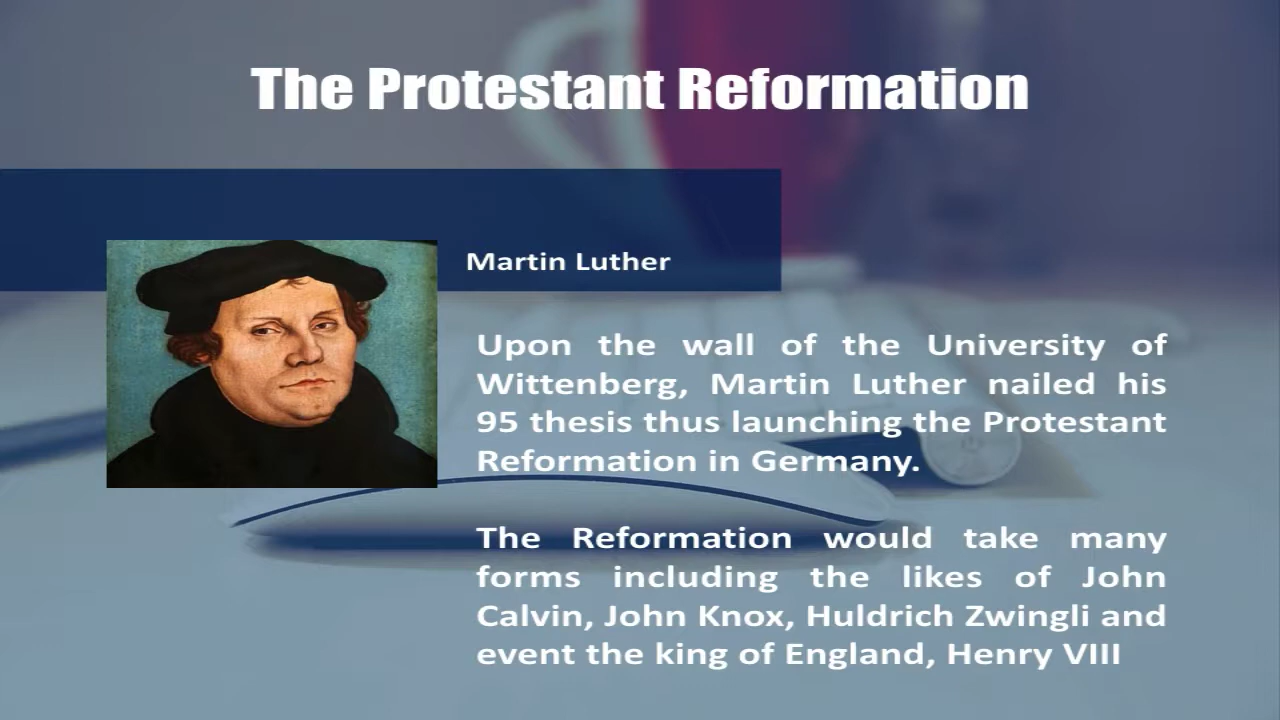 The Protestant Reformation
Martin Luther
Upon the wall of the University of
Wittenberg, Martin Luther nailed his
95 thesis thus launching the Protestant
Reformation in Germany.
The Reformation would take many
forms including the likes of John
Calvin, John Knox, Huldrich Zwingli and
event the king of England, Henry VIII